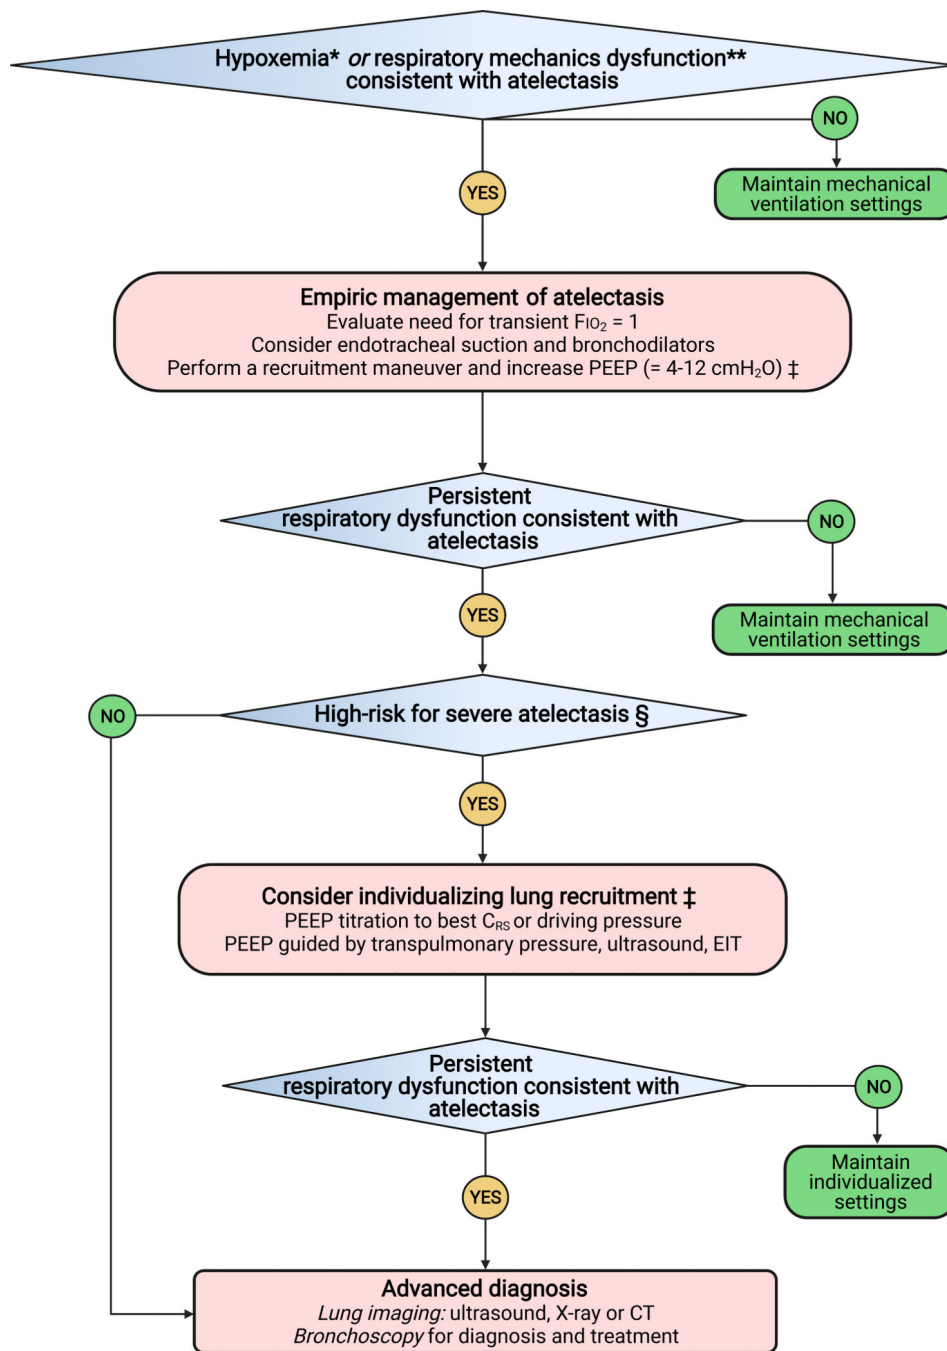 Hypoxemia* or respiratory mechanics dysfunction**
consistent with atelectasis
NO
Maintain mechanical
ventilation settings
YES
Empiric management of atelectasis
Evaluate need for transient FIO₂ = 1
Consider endotracheal suction and bronchodilators
Perform a recruitment maneuver and increase PEEP (= 4-12 cmH₂O) ‡
Persistent
respiratory dysfunction consistent with
atelectasis
NO
Maintain mechanical
ventilation settings
YES
High-risk for severe atelectasis §
NO
YES
Consider individualizing lung recruitment ‡
PEEP titration to best CRS or driving pressure
PEEP guided by transpulmonary pressure, ultrasound, EIT
Persistent
respiratory dysfunction consistent with
atelectasis
NO
Maintain
individualized
settings
YES
Advanced diagnosis
Lung imaging: ultrasound, X-ray or CT
Bronchoscopy for diagnosis and treatment